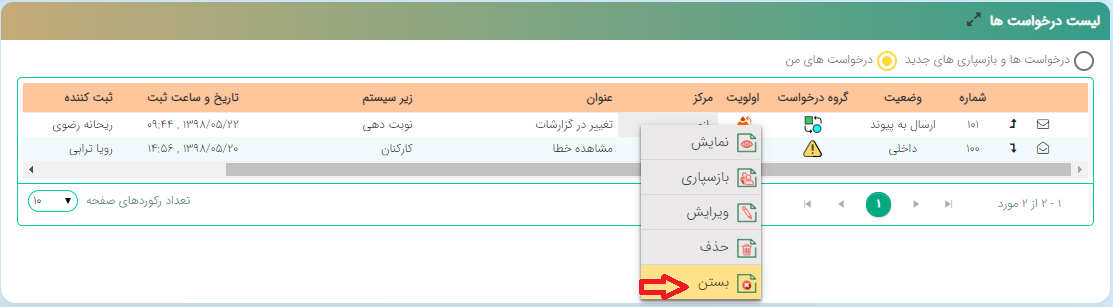 لیست درخواست ها
درخواست ها و بازسپاری های جدید درخواست های من
شماره وضعیت گروه درخواست اولویت مرکز عنوان زیر سیستم تاریخ و ساعت ثبت ثبت کننده
۱۰۱ ارسال به پیوند تغییر در گزارشات نوبت دهی ۱۳۹۸/۰۵/۲۲ , ۰۹:۴۴ ریحانه رضوی
۱۰۰ داخلی مشاهده خطا کارکنان ۱۳۹۸/۰۵/۲۰ , ۱۴:۵۶ رویا ترابی
نمایش
بازسپاری
ویرایش
حذف
بستن
۱ - ۲ از ۲ مورد ۱ تعداد رکوردهای صفحه ۱۰